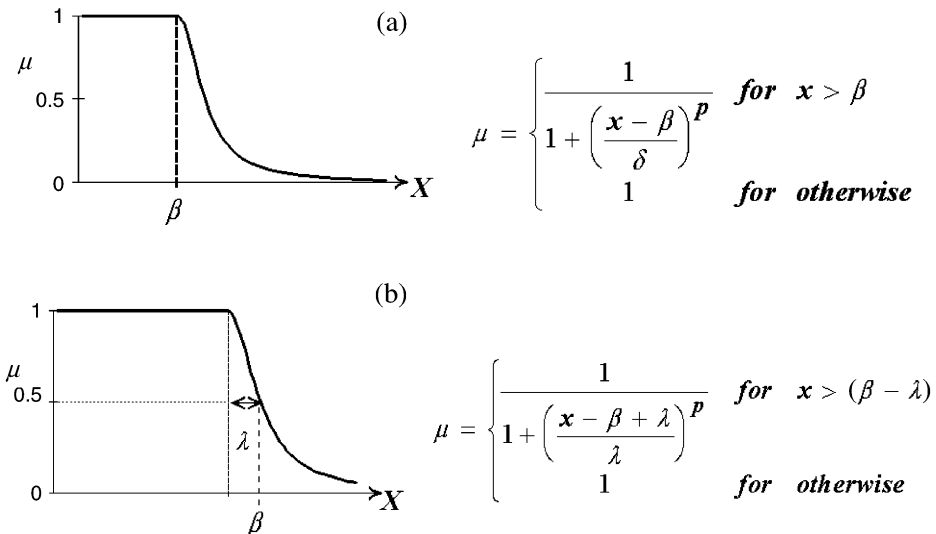 (a)
1
μ
0.5
0
β
X
μ = { 1 / (1 + ((x − β) / δ)^p) for x > β
1 for otherwise
(b)
1
μ
0.5
λ
0
β
X
μ = { 1 / (1 + ((x − β + λ) / λ)^p) for x > (β − λ)
1 for otherwise